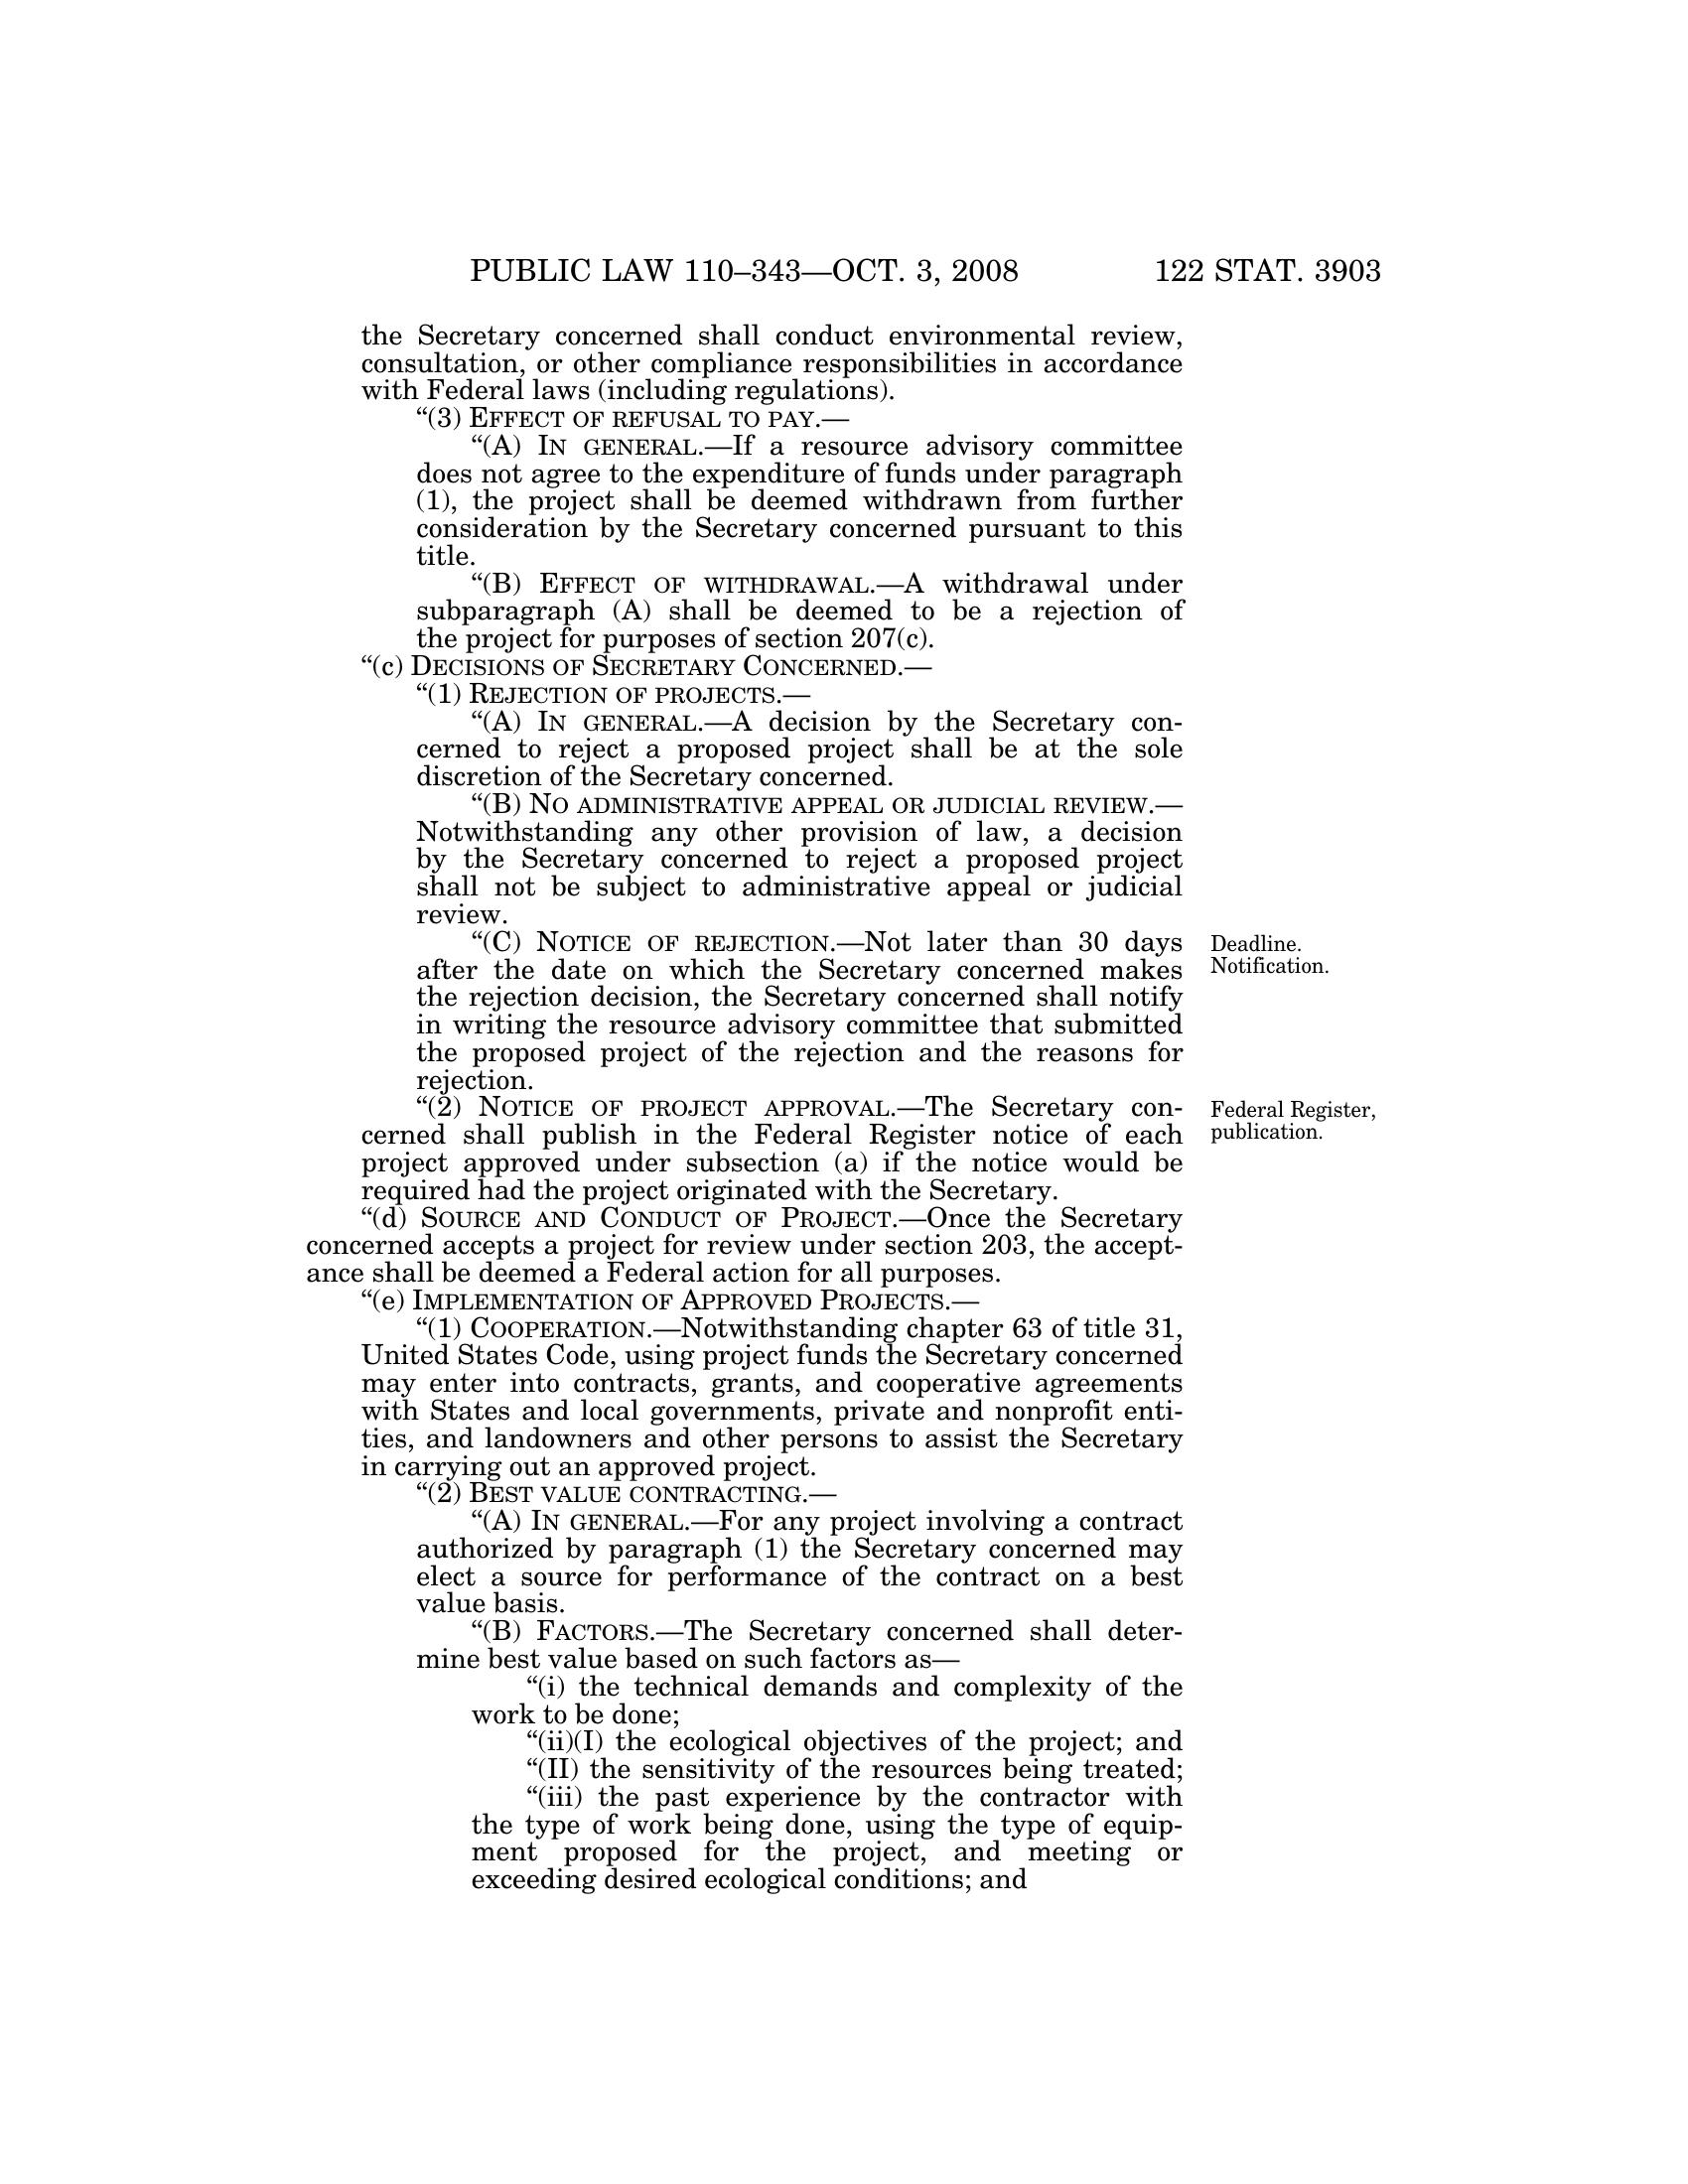 PUBLIC LAW 110–343—OCT. 3, 2008 122 STAT. 3903
the Secretary concerned shall conduct environmental review,
consultation, or other compliance responsibilities in accordance
with Federal laws (including regulations).
“(3) EFFECT OF REFUSAL TO PAY.—
“(A) IN GENERAL.—If a resource advisory committee
does not agree to the expenditure of funds under paragraph
(1), the project shall be deemed withdrawn from further
consideration by the Secretary concerned pursuant to this
title.
“(B) EFFECT OF WITHDRAWAL.—A withdrawal under
subparagraph (A) shall be deemed to be a rejection of
the project for purposes of section 207(c).
“(c) DECISIONS OF SECRETARY CONCERNED.—
“(1) REJECTION OF PROJECTS.—
“(A) IN GENERAL.—A decision by the Secretary con-
cerned to reject a proposed project shall be at the sole
discretion of the Secretary concerned.
“(B) NO ADMINISTRATIVE APPEAL OR JUDICIAL REVIEW.—
Notwithstanding any other provision of law, a decision
by the Secretary concerned to reject a proposed project
shall not be subject to administrative appeal or judicial
review.
“(C) NOTICE OF REJECTION.—Not later than 30 days
after the date on which the Secretary concerned makes
the rejection decision, the Secretary concerned shall notify
in writing the resource advisory committee that submitted
the proposed project of the rejection and the reasons for
rejection.
Deadline.
Notification.
“(2) NOTICE OF PROJECT APPROVAL.—The Secretary con-
cerned shall publish in the Federal Register notice of each
project approved under subsection (a) if the notice would be
required had the project originated with the Secretary.
Federal Register,
publication.
“(d) SOURCE AND CONDUCT OF PROJECT.—Once the Secretary
concerned accepts a project for review under section 203, the accept-
ance shall be deemed a Federal action for all purposes.
“(e) IMPLEMENTATION OF APPROVED PROJECTS.—
“(1) COOPERATION.—Notwithstanding chapter 63 of title 31,
United States Code, using project funds the Secretary concerned
may enter into contracts, grants, and cooperative agreements
with States and local governments, private and nonprofit enti-
ties, and landowners and other persons to assist the Secretary
in carrying out an approved project.
“(2) BEST VALUE CONTRACTING.—
“(A) IN GENERAL.—For any project involving a contract
authorized by paragraph (1) the Secretary concerned may
elect a source for performance of the contract on a best
value basis.
“(B) FACTORS.—The Secretary concerned shall deter-
mine best value based on such factors as—
“(i) the technical demands and complexity of the
work to be done;
“(ii)(I) the ecological objectives of the project; and
“(II) the sensitivity of the resources being treated;
“(iii) the past experience by the contractor with
the type of work being done, using the type of equip-
ment proposed for the project, and meeting or
exceeding desired ecological conditions; and